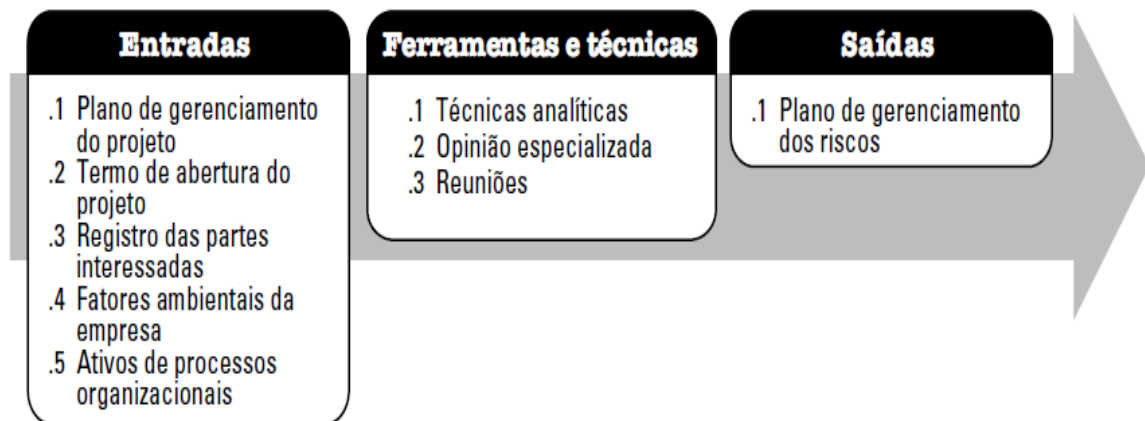 Entradas
.1 Plano de gerenciamento
do projeto
.2 Termo de abertura do
projeto
.3 Registro das partes
interessadas
.4 Fatores ambientais da
empresa
.5 Ativos de processos
organizacionais
Ferramentas e técnicas
.1 Técnicas analíticas
.2 Opinião especializada
.3 Reuniões
Saídas
.1 Plano de gerenciamento
dos riscos